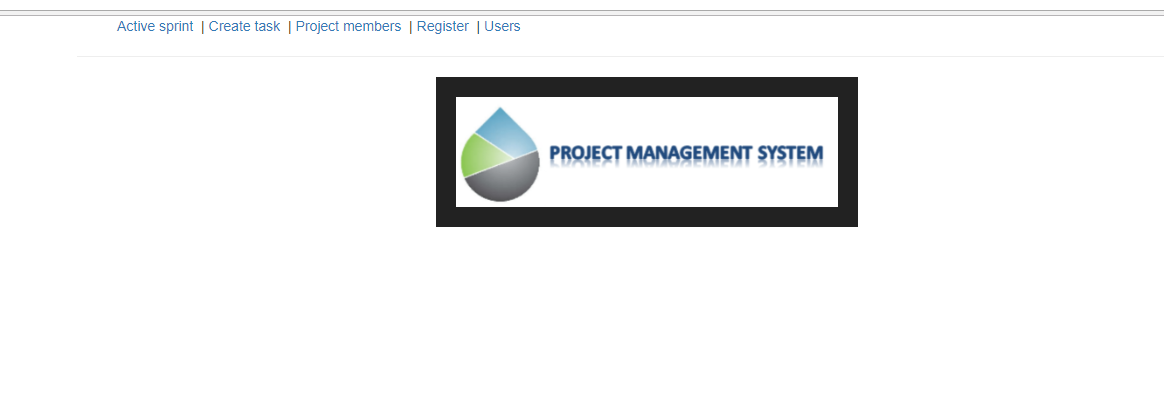 Active sprint | Create task | Project members | Register | Users
PROJECT MANAGEMENT SYSTEM